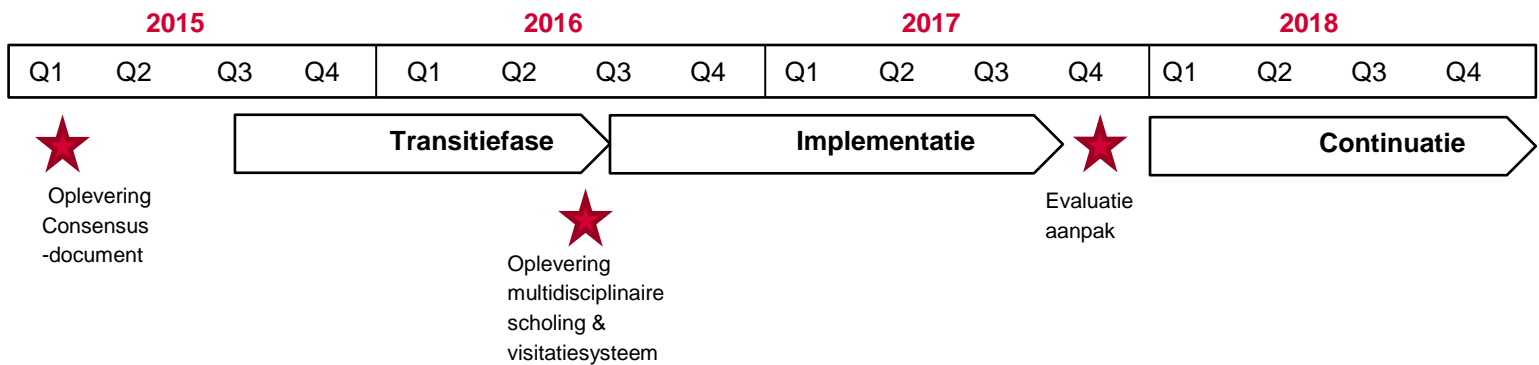 2015 2016 2017 2018
Q1 Q2 Q3 Q4 Q1 Q2 Q3 Q4 Q1 Q2 Q3 Q4 Q1 Q2 Q3 Q4
Transitiefase Implementatie Continuatie
Oplevering
Consensus
-document
Evaluatie
aanpak
Oplevering
multidisciplinaire
scholing &
visitatiesysteem